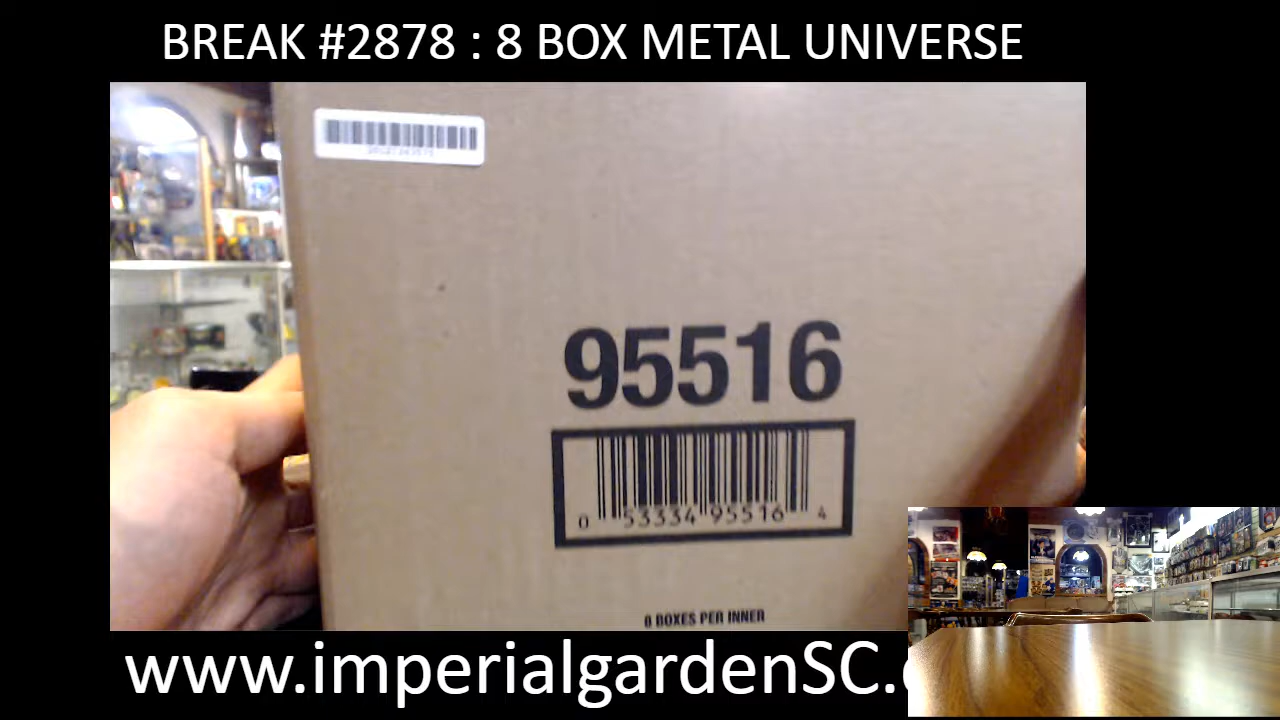 BREAK #2878 : 8 BOX METAL UNIVERSE
95516
0 53334 95516 4
8 BOXES PER INNER
www.imperialgardenSC.